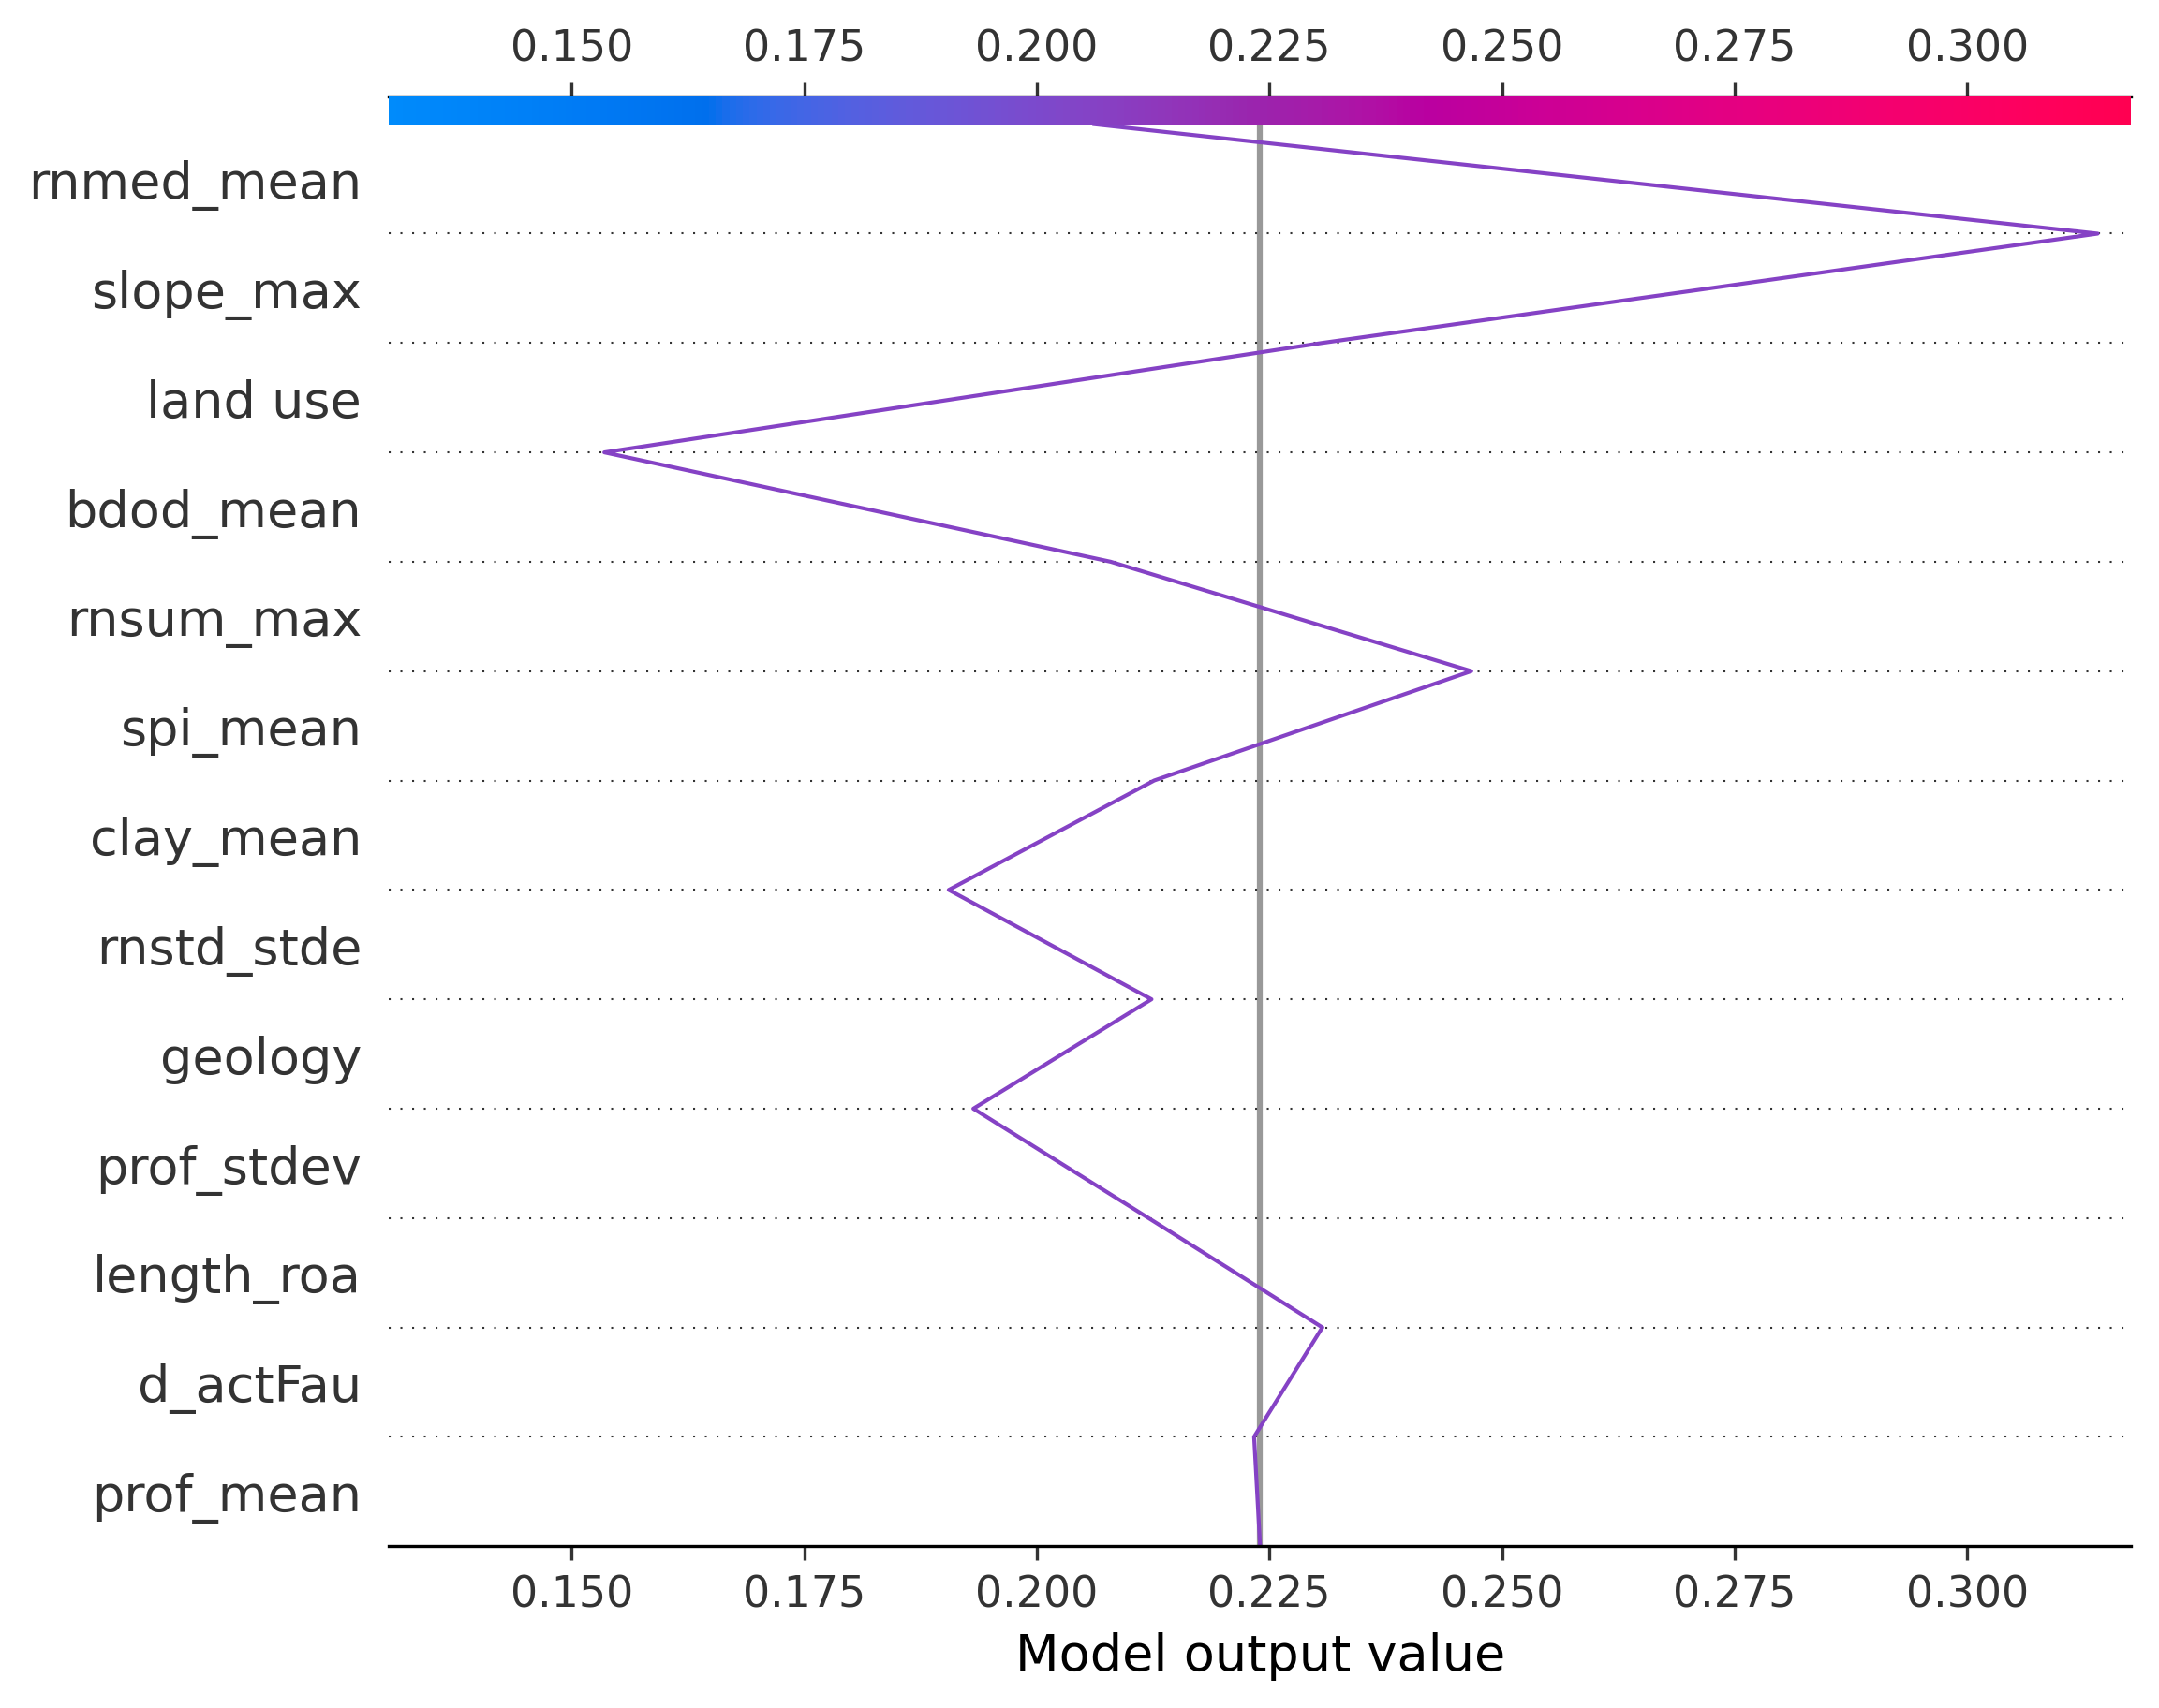 0.150 0.175 0.200 0.225 0.250 0.275 0.300
rnmed_mean
slope_max
land use
bdod_mean
rnsum_max
spi_mean
clay_mean
rnstd_stde
geology
prof_stdev
length_roa
d_actFau
prof_mean
0.150 0.175 0.200 0.225 0.250 0.275 0.300
Model output value